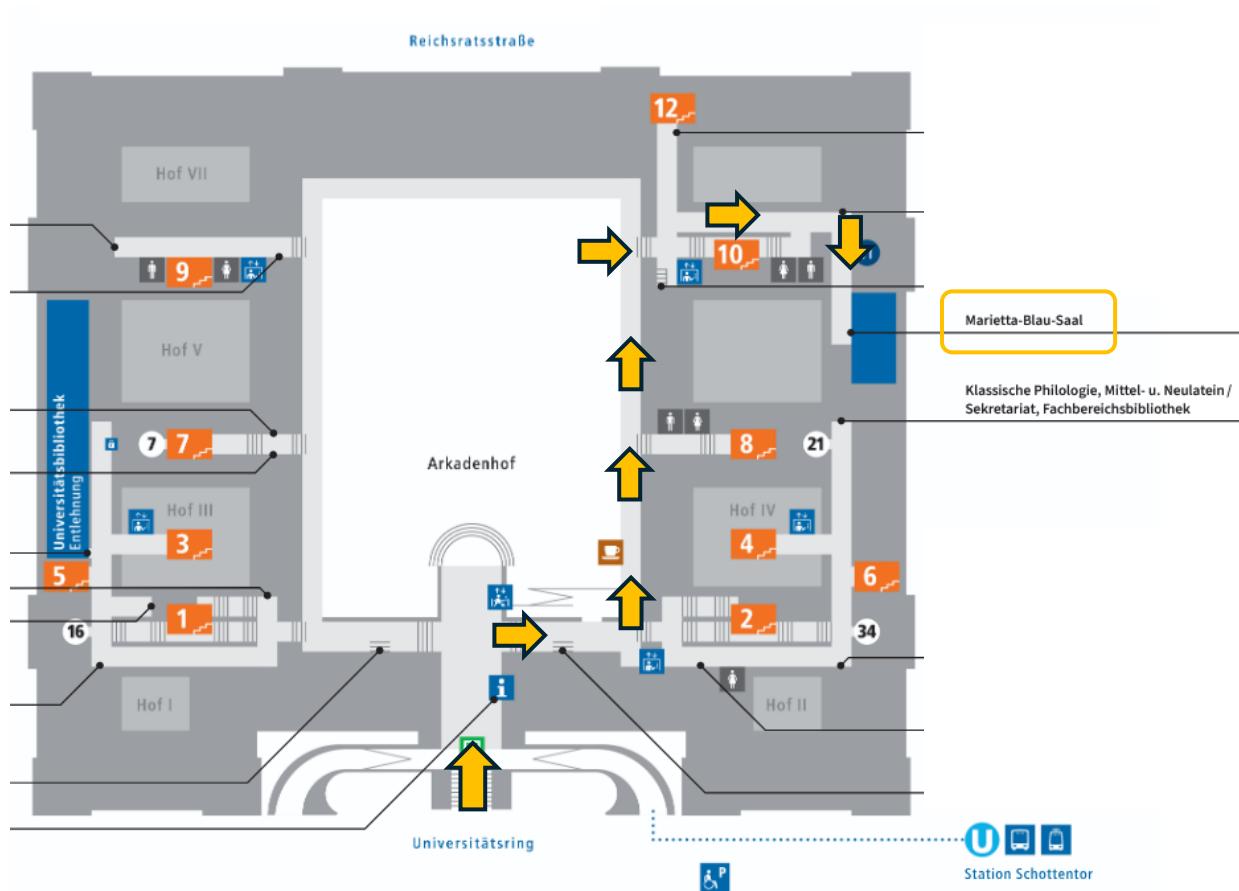 Reichsratsstraße
12
Hof VII
10
9
21
Marietta-Blau-Saal
Hof V
Klassische Philologie, Mittel- u. Neulatein /
Sekretariat, Fachbereichsbibliothek
Universitätsbibliothek
Entlehnung
7
7
8
21
Arkadenhof
Hof III
Hof IV
3
4
5
6
1
2
16
34
i
Hof I
Hof II
Universitätsring
U
Station Schottentor
P